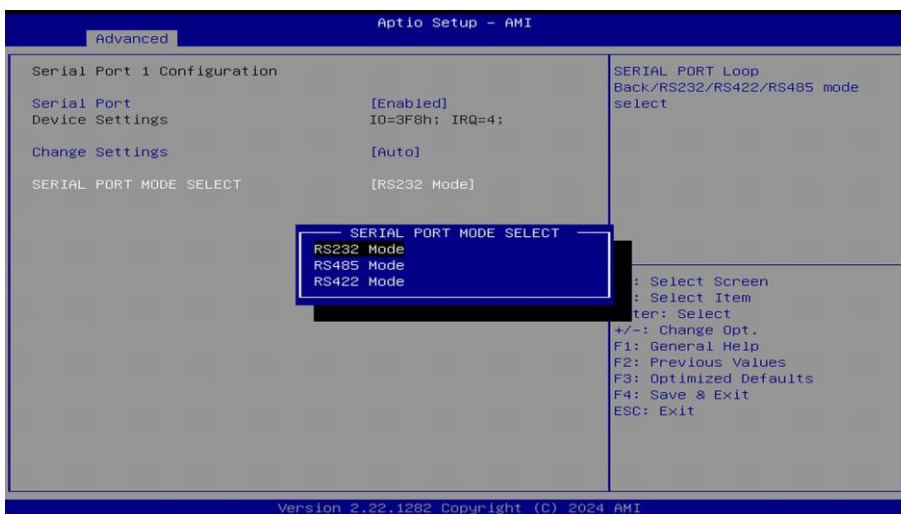 Aptio Setup – AMI
Advanced
Serial Port 1 Configuration
Serial Port [Enabled]
Device Settings IO=3F8h; IRQ=4;
Change Settings [Auto]
SERIAL PORT MODE SELECT [RS232 Mode]
SERIAL PORT Loop
Back/RS232/RS422/RS485 mode
select
SERIAL PORT MODE SELECT
RS232 Mode
RS485 Mode
RS422 Mode
: Select Screen
: Select Item
ter: Select
+/-: Change Opt.
F1: General Help
F2: Previous Values
F3: Optimized Defaults
F4: Save & Exit
ESC: Exit
Version 2.22.1282 Copyright (C) 2024 AMI